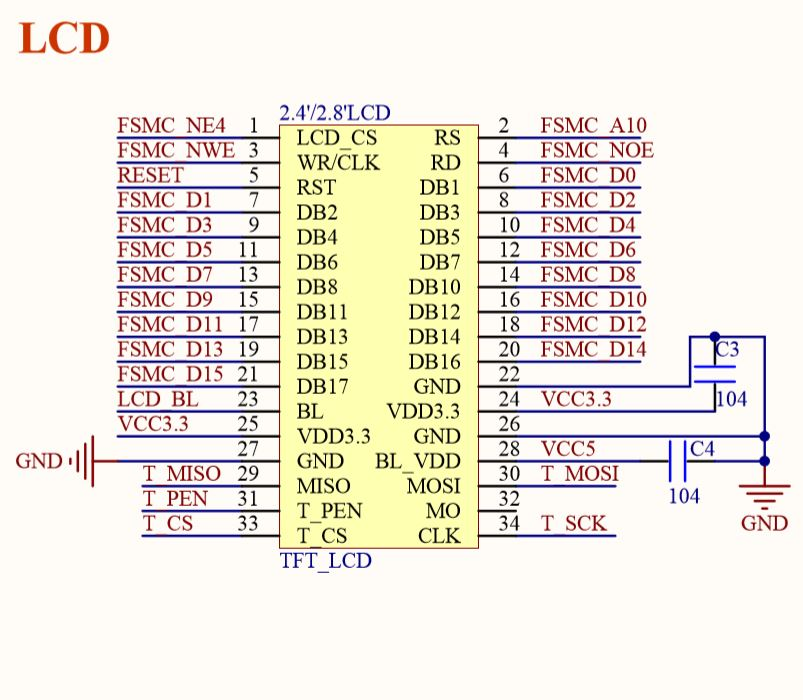 LCD
2.4'/2.8'LCD
FSMC_NE4 1 LCD_CS RS 2 FSMC_A10
FSMC_NWE 3 WR/CLK RD 4 FSMC_NOE
RESET 5 RST DB1 6 FSMC_D0
FSMC_D1 7 DB2 DB3 8 FSMC_D2
FSMC_D3 9 DB4 DB5 10 FSMC_D4
FSMC_D5 11 DB6 DB7 12 FSMC_D6
FSMC_D7 13 DB8 DB10 14 FSMC_D8
FSMC_D9 15 DB11 DB12 16 FSMC_D10
FSMC_D11 17 DB13 DB14 18 FSMC_D12
FSMC_D13 19 DB15 DB16 20 FSMC_D14 C3
FSMC_D15 21 DB17 GND 22
LCD_BL 23 BL VDD3.3 24 VCC3.3 104
VCC3.3 25 VDD3.3 GND 26
GND 27 GND BL_VDD 28 VCC5 C4
T_MISO 29 MISO MOSI 30 T_MOSI 104
T_PEN 31 T_PEN MO 32
T_CS 33 T_CS CLK 34 T_SCK GND
TFT_LCD